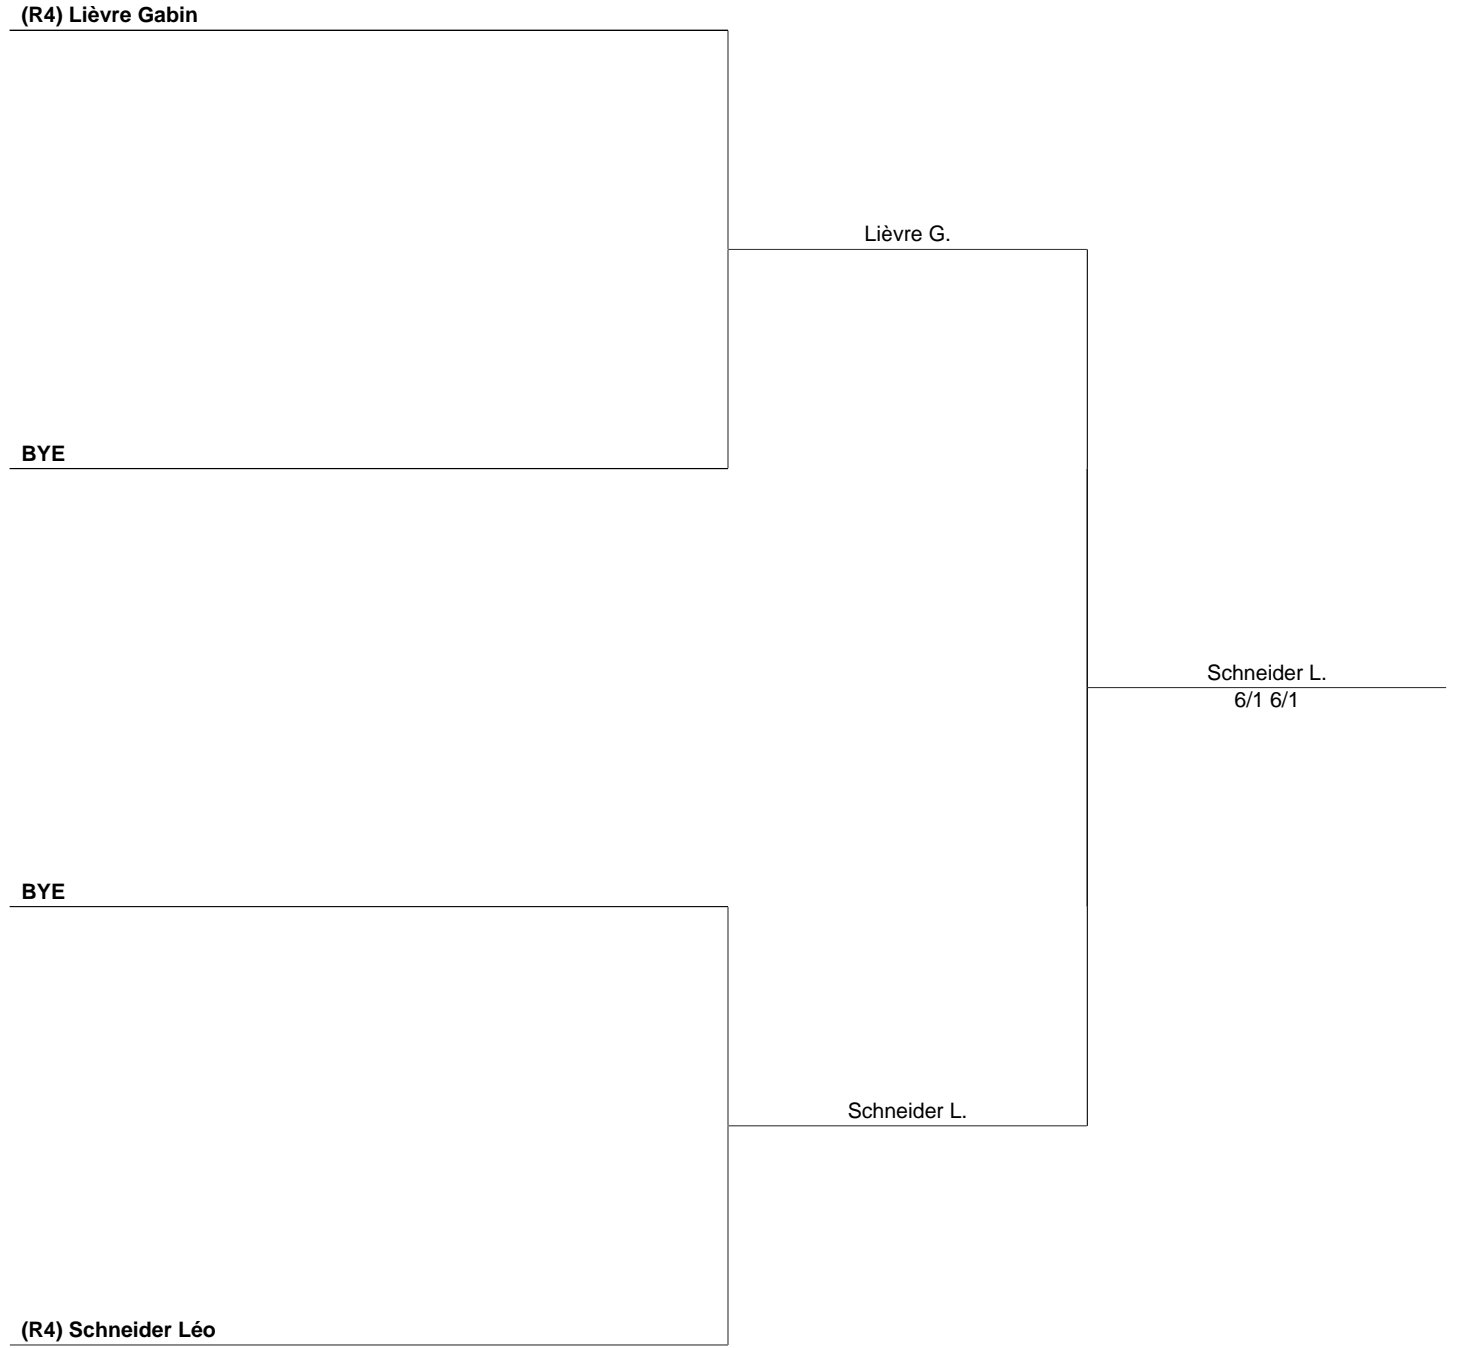 (R4) Lièvre Gabin
Lièvre G.
BYE
Schneider L.
6/1 6/1
BYE
Schneider L.
(R4) Schneider Léo